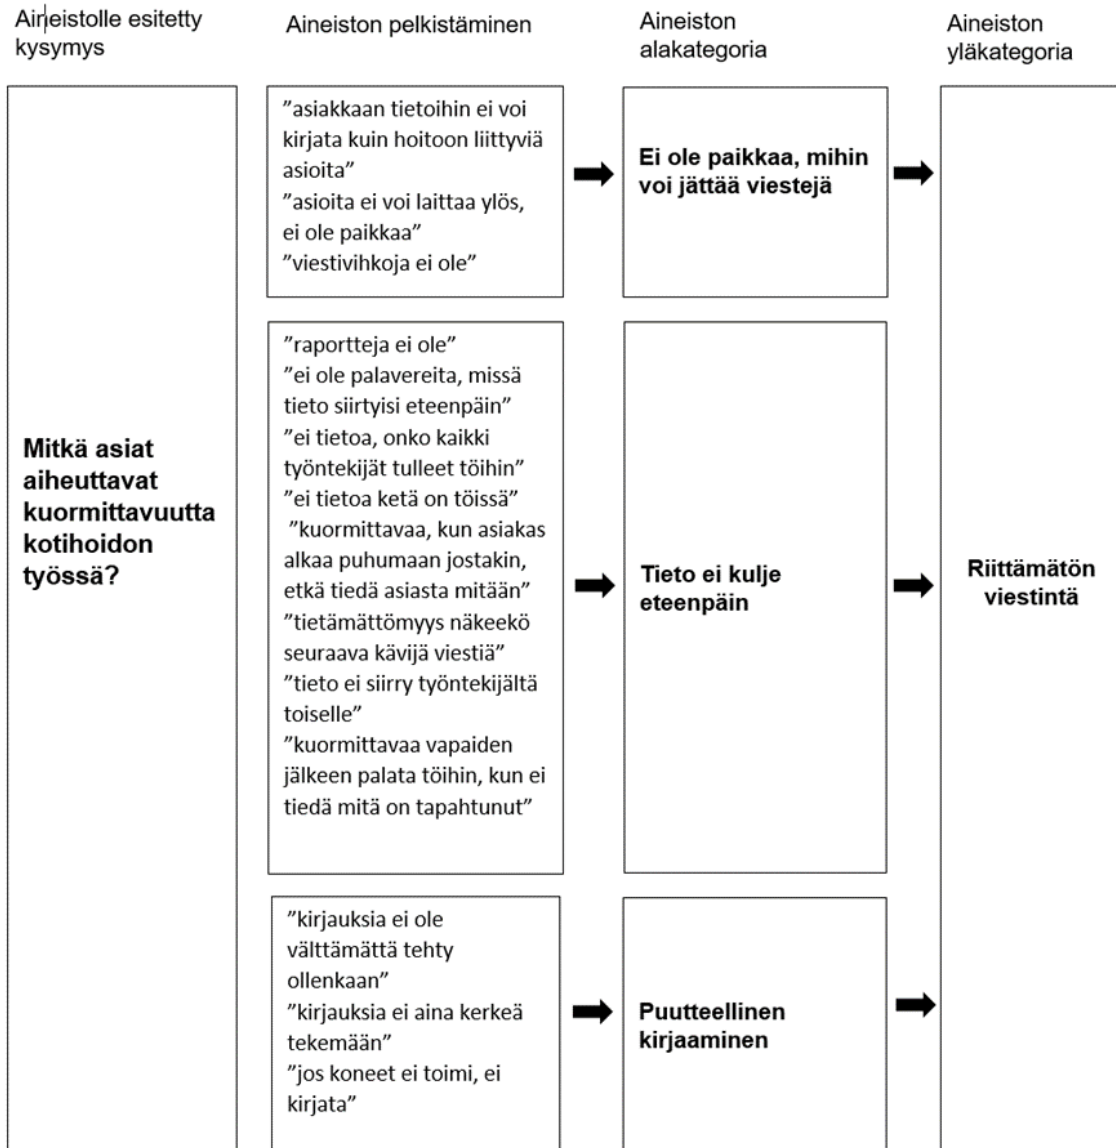 Aineistolle esitetty
kysymys
Aineiston pelkistäminen
Aineiston
alakategoria
Aineiston
yläkategoria
Mitkä asiat
aiheuttavat
kuormittavuutta
kotihoidon
työssä?
”asiakkaan tietoihin ei voi
kirjata kuin hoitoon liittyviä
asioita”
”asioita ei voi laittaa ylös,
ei ole paikkaa”
”viestivihkoja ei ole”
Ei ole paikkaa, mihin
voi jättää viestejä
”raportteja ei ole”
”ei ole palavereita, missä
tieto siirtyisi eteenpäin”
”ei tietoa, onko kaikki
työntekijät tulleet töihin”
”ei tietoa ketä on töissä”
”kuormittavaa, kun asiakas
alkaa puhumaan jostakin,
etkä tiedä asiasta mitään”
”tietämättömyys näkeekö
seuraava kävijä viestiä”
”tieto ei siirry työntekijältä
toiselle”
”kuormittavaa vapaiden
jälkeen palata töihin, kun ei
tiedä mitä on tapahtunut”
Tieto ei kulje
eteenpäin
Riittämätön
viestintä
”kirjauksia ei ole
välttämättä tehty
ollenkaan”
”kirjauksia ei aina kerkeä
tekemään”
”jos koneet ei toimi, ei
kirjata”
Puutteellinen
kirjaaminen